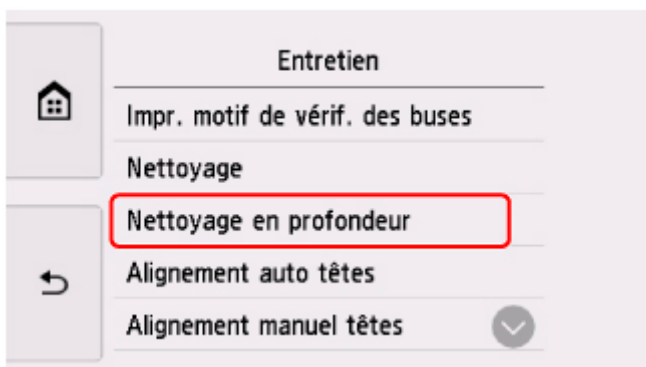 Entretien
Impr. motif de vérif. des buses
Nettoyage
Nettoyage en profondeur
Alignement auto têtes
Alignement manuel têtes